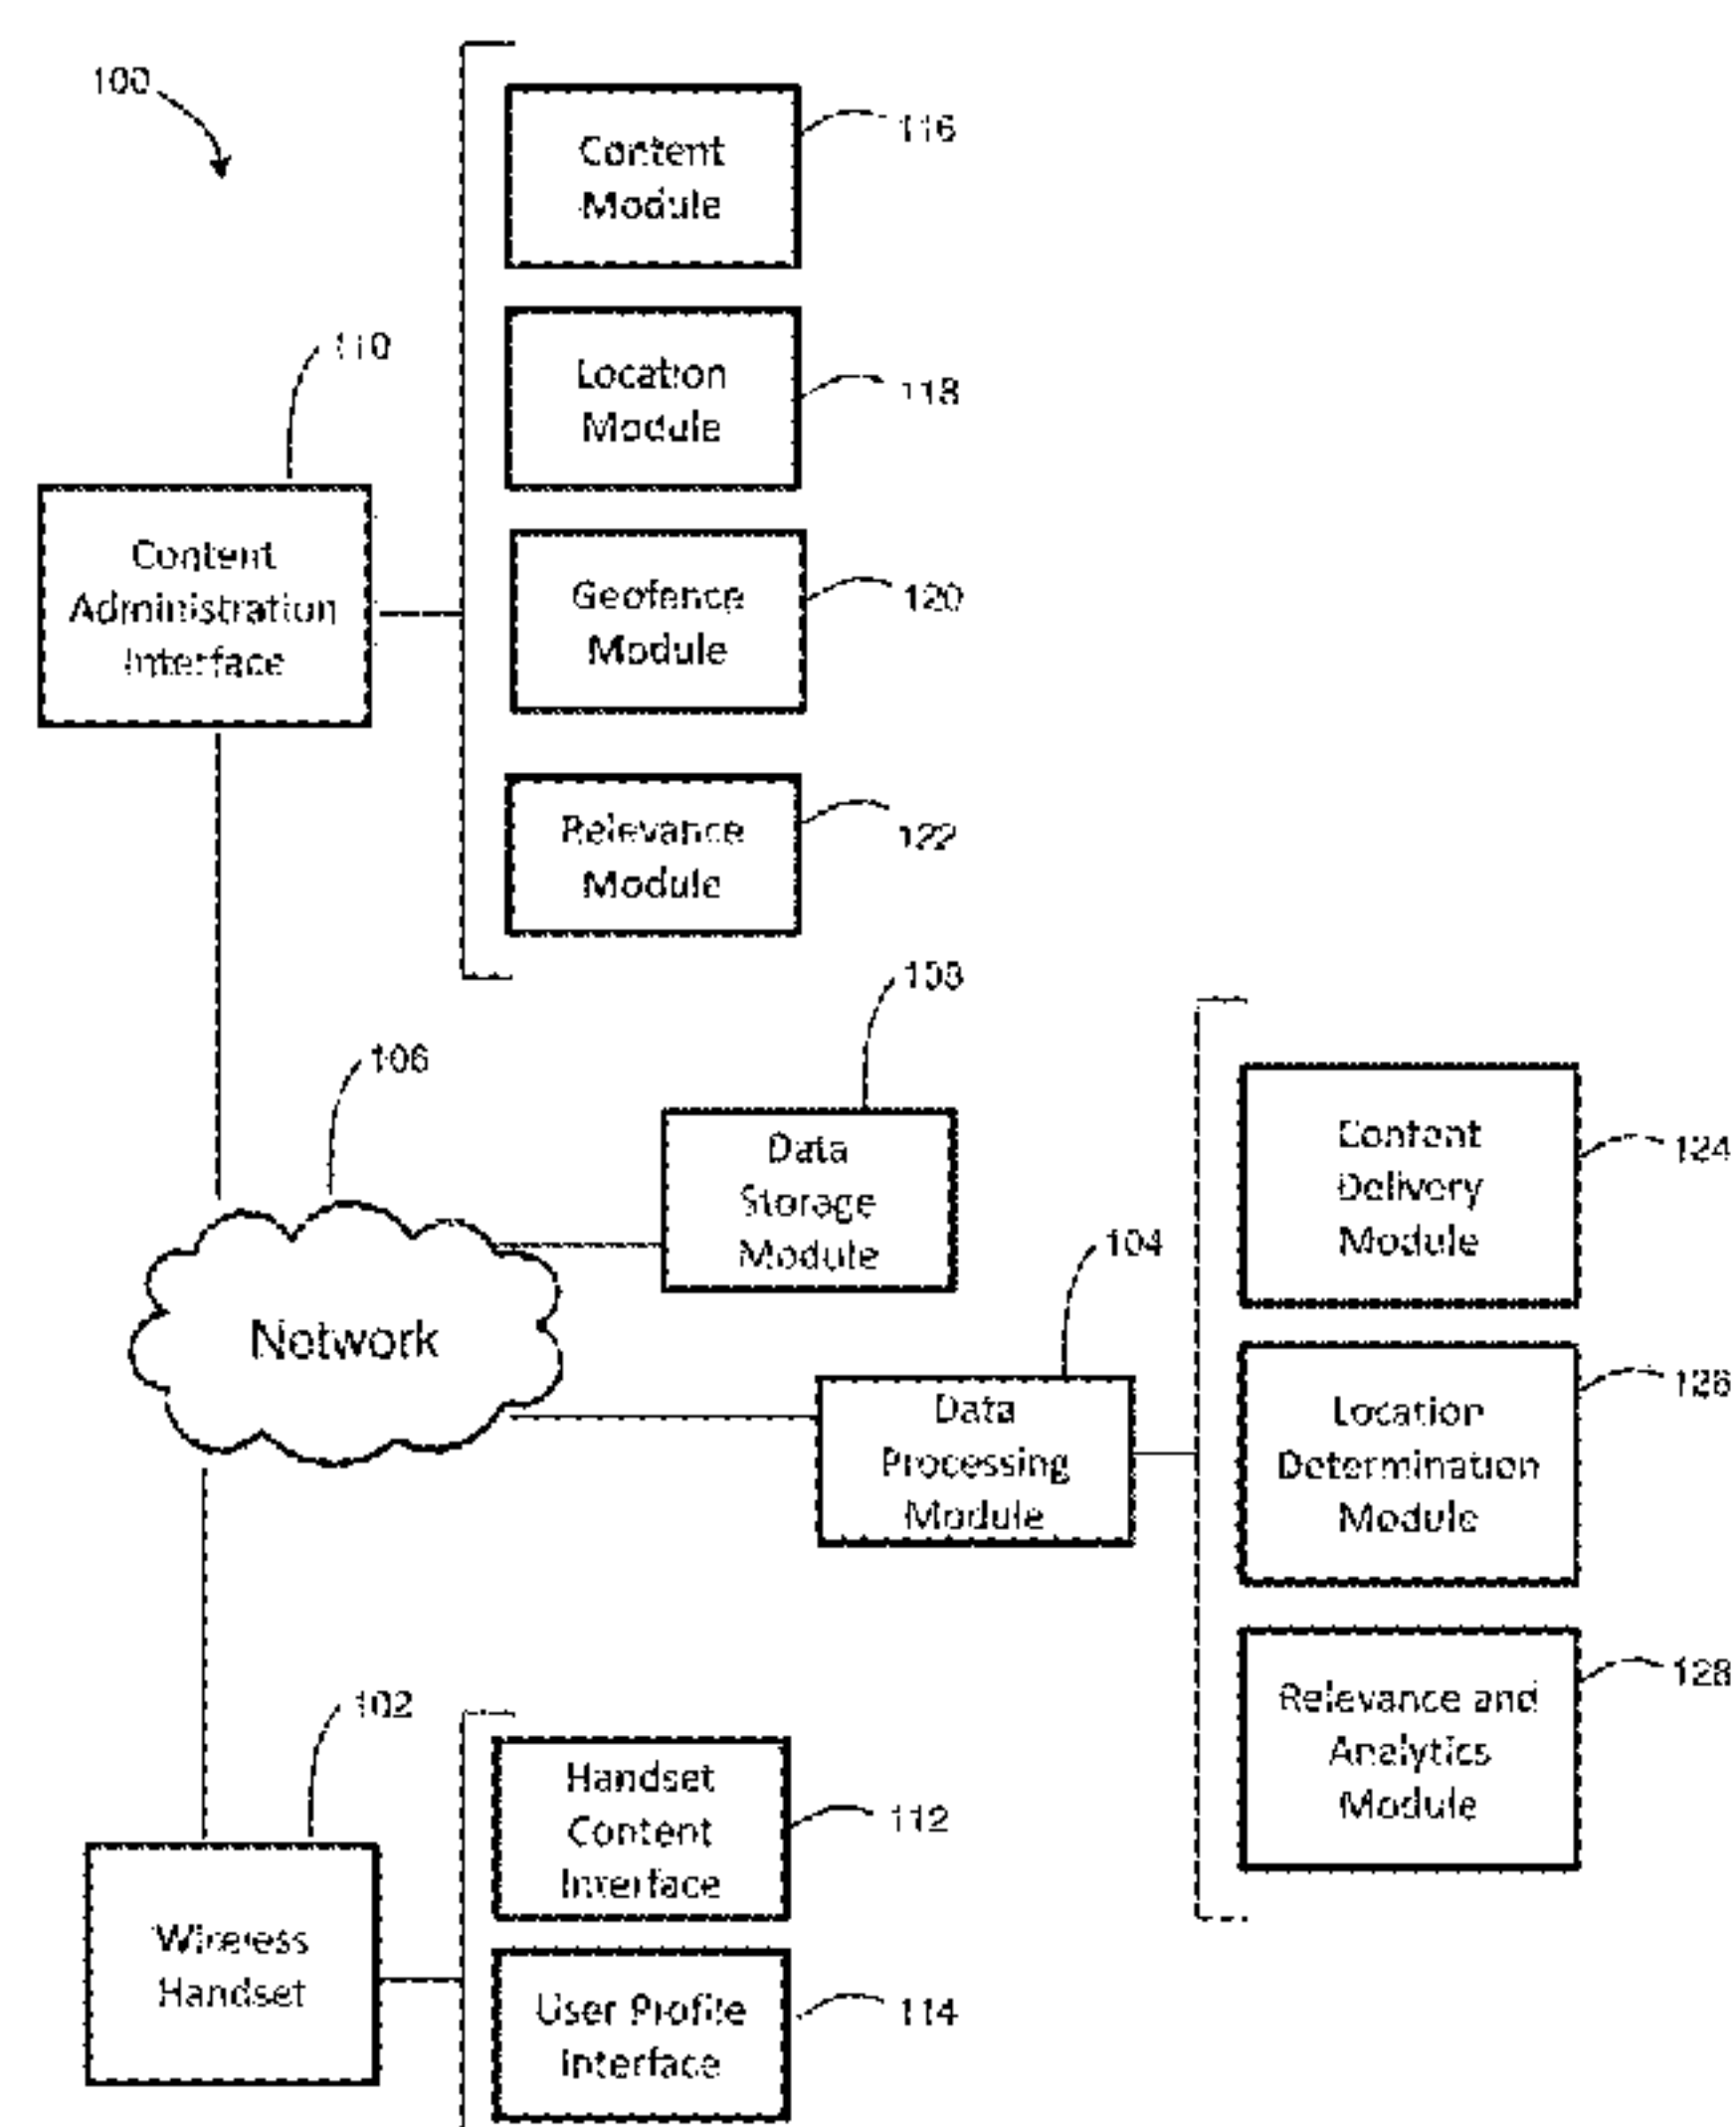 100
Content
Module
116
Location
Module
118
110
Content
Administration
Interface
Geofence
Module
120
Relevance
Module
122
106
Network
108
Data
Storage
Module
104
Data
Processing
Module
Content
Delivery
Module
124
Location
Determination
Module
126
Relevance and
Analytics
Module
128
102
Wireless
Handset
Handset
Content
Interface
112
User Profile
Interface
114